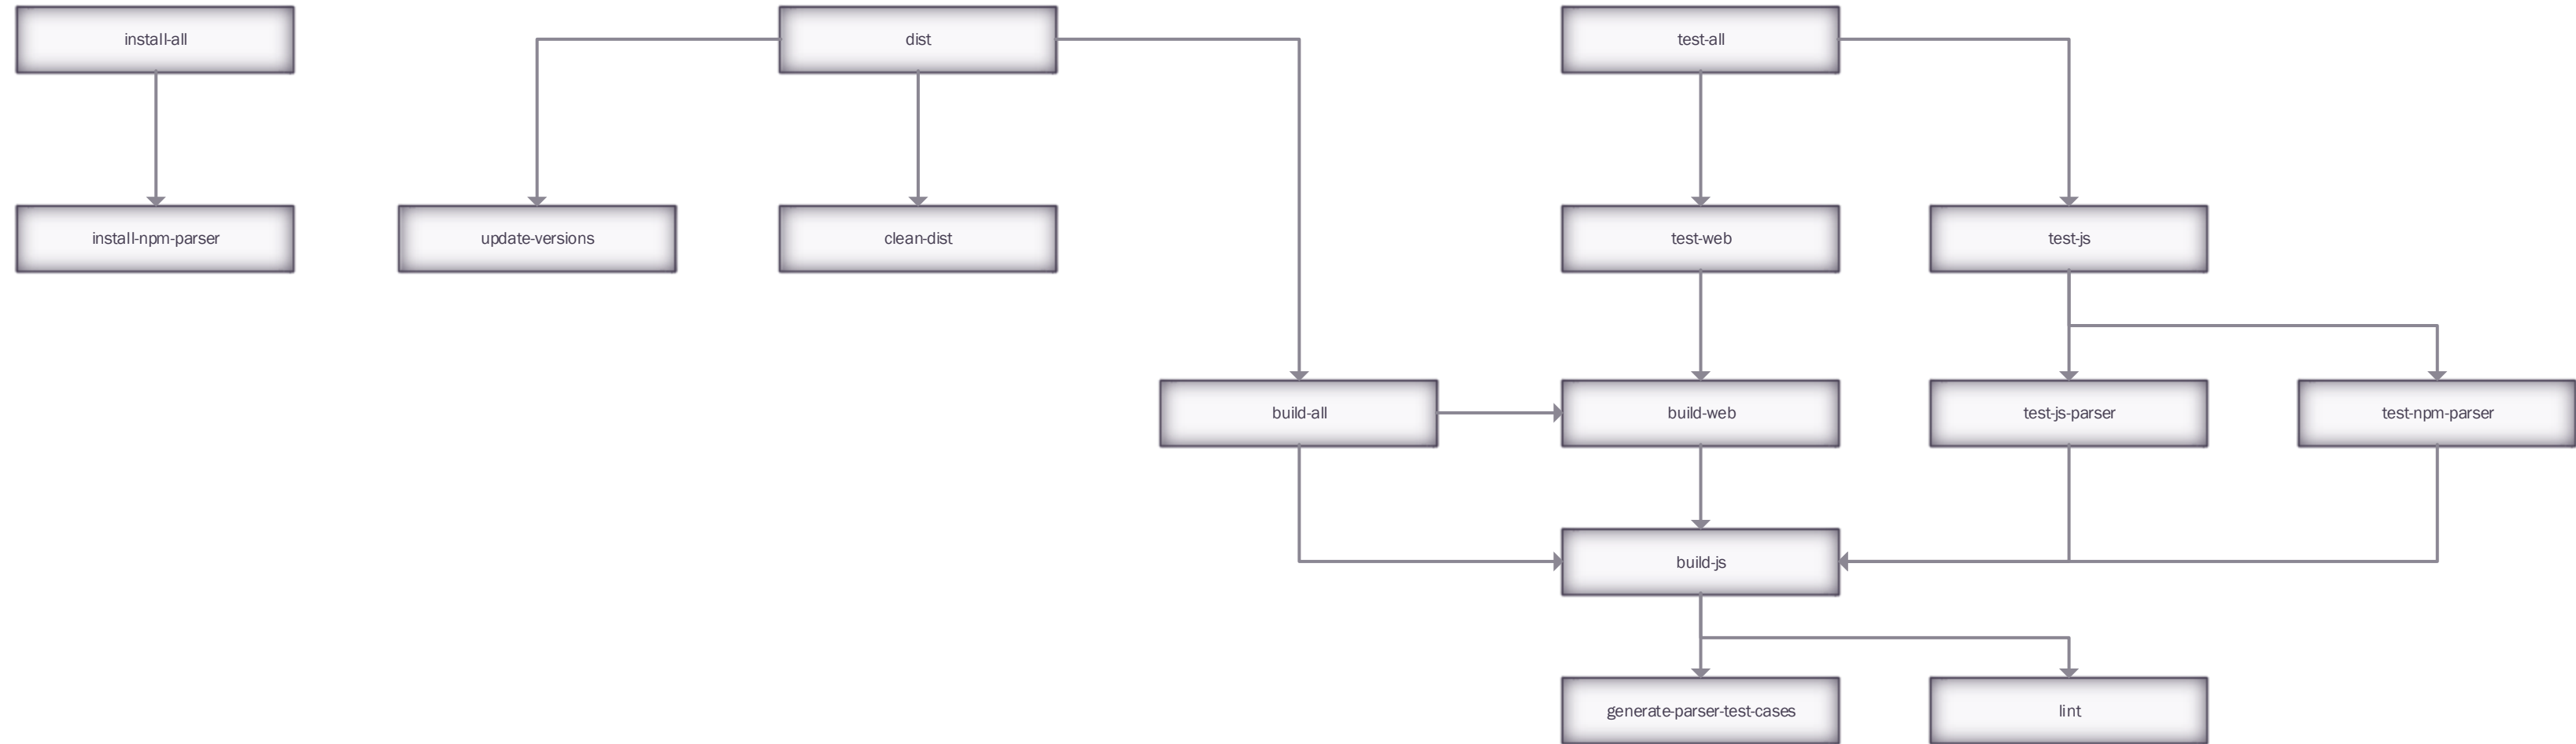 install-all
dist
test-all
install-npm-parser
update-versions
clean-dist
test-web
test-js
build-all
build-web
test-js-parser
test-npm-parser
build-js
generate-parser-test-cases
lint